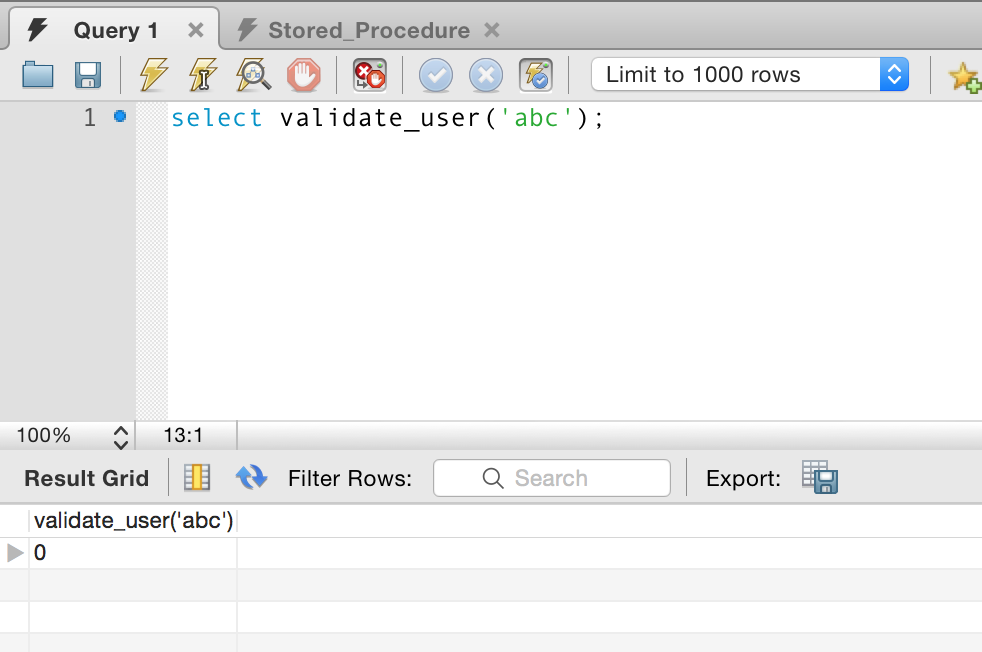 Query 1 Stored_Procedure
Limit to 1000 rows
1 select validate_user('abc');
100% 13:1
Result Grid Filter Rows: Search Export:
validate_user('abc')
0